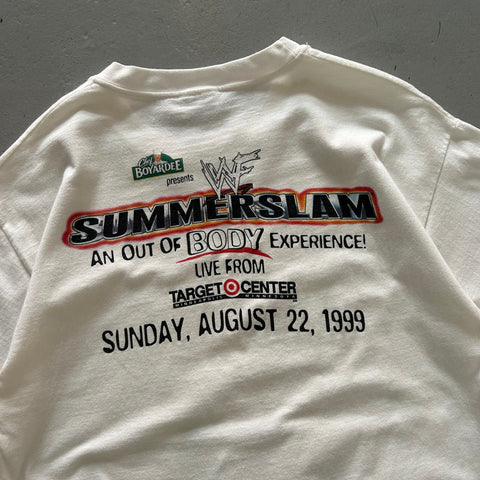 Chef
BOYARDEE
presents
WF
SUMMERSLAM
AN OUT OF BODY EXPERIENCE!
LIVE FROM
TARGET CENTER
MINNEAPOLIS MINNESOTA
SUNDAY, AUGUST 22, 1999